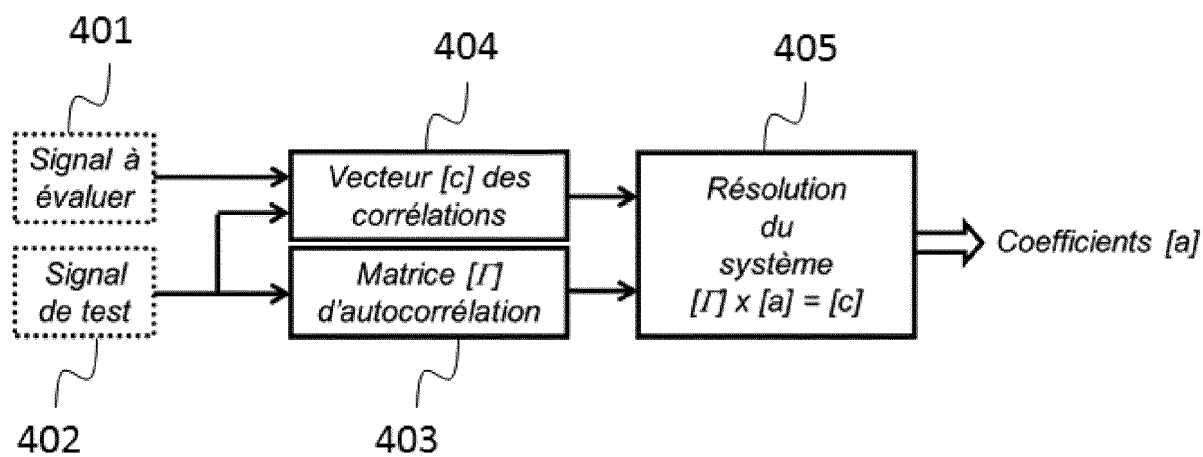 401
404
405
Signal à
évaluer
Vecteur [c] des
corrélations
Résolution
du
système
[Γ] x [a] = [c]
Coefficients [a]
Signal
de test
Matrice [Γ]
d'autocorrélation
402
403